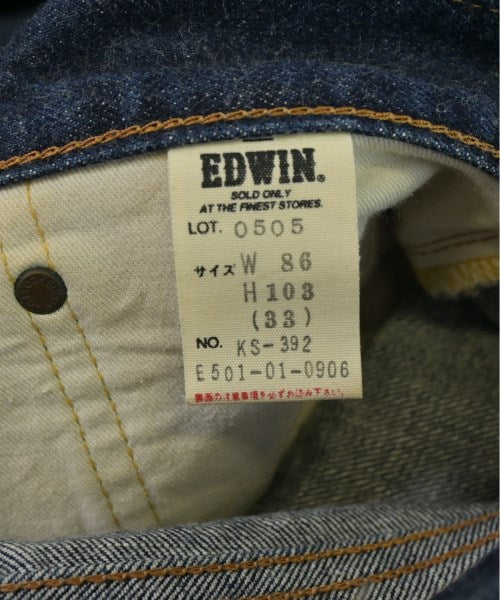 EDWIN.
SOLD ONLY
AT THE FINEST STORES.
LOT. 0505
サイズ W 86
H 103
(33)
NO. KS-392
E501-01-0906
裏面の注意事項を必ずお読み下さい。